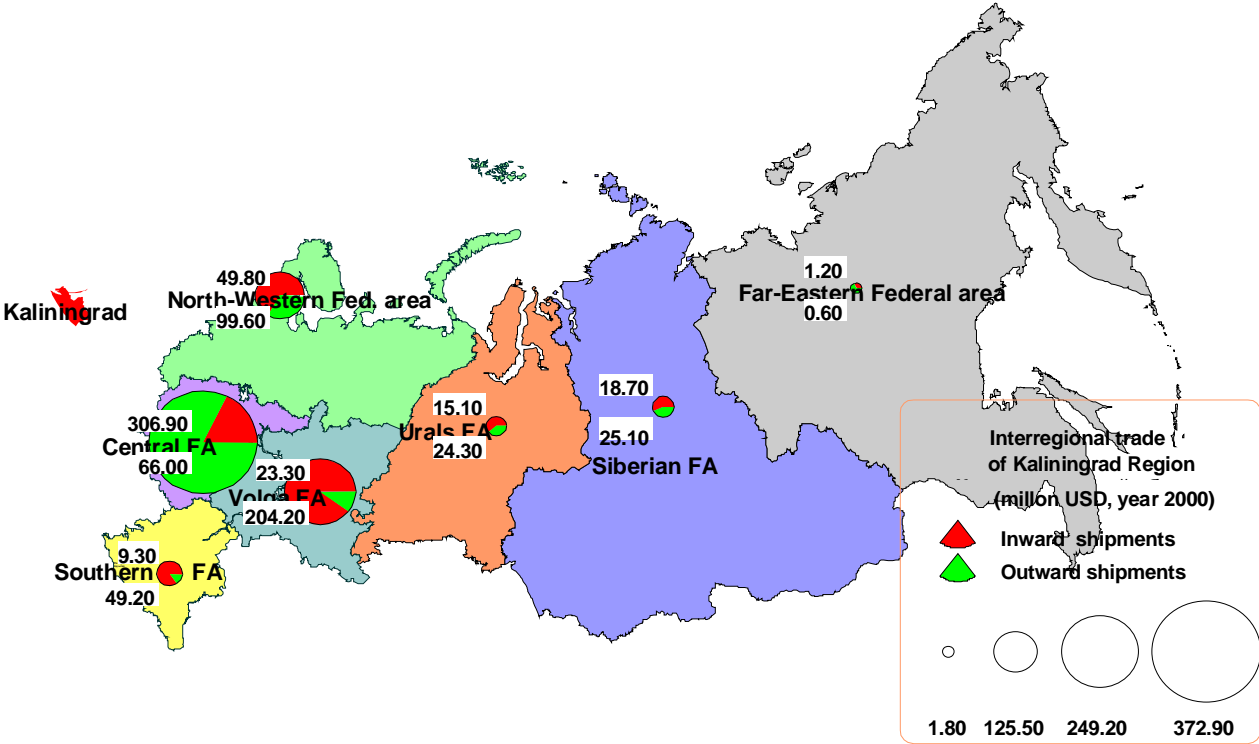 49.80
North-Western Fed. area
99.60
Kaliningrad
1.20
Far-Eastern Federal area
0.60
306.90
Central FA
66.00
23.30
Volga FA
204.20
15.10
Urals FA
24.30
18.70
25.10
Siberian FA
9.30
Southern FA
49.20
Interregional trade
of Kaliningrad Region
(millon USD, year 2000)
Inward shipments
Outward shipments
1.80 125.50 249.20 372.90